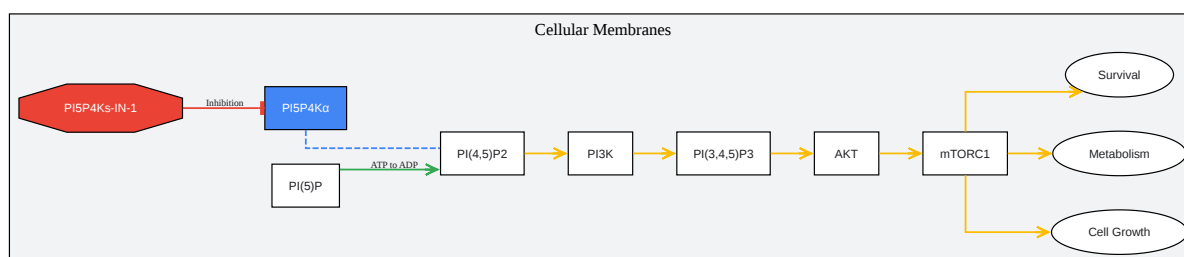 Cellular Membranes
PI5P4Ks-IN-1
Inhibition
PI5P4Kα
PI(5)P
ATP to ADP
PI(4,5)P2
PI3K
PI(3,4,5)P3
AKT
mTORC1
Survival
Metabolism
Cell Growth